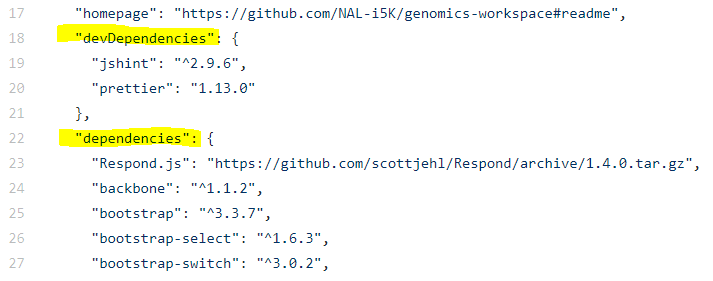 17 "homepage": "https://github.com/NAL-i5K/genomics-workspace#readme",
18 "devDependencies": {
19 "jshint": "^2.9.6",
20 "prettier": "1.13.0"
21 },
22 "dependencies": {
23 "Respond.js": "https://github.com/scottjehl/Respond/archive/1.4.0.tar.gz",
24 "backbone": "^1.1.2",
25 "bootstrap": "^3.3.7",
26 "bootstrap-select": "^1.6.3",
27 "bootstrap-switch": "^3.0.2",